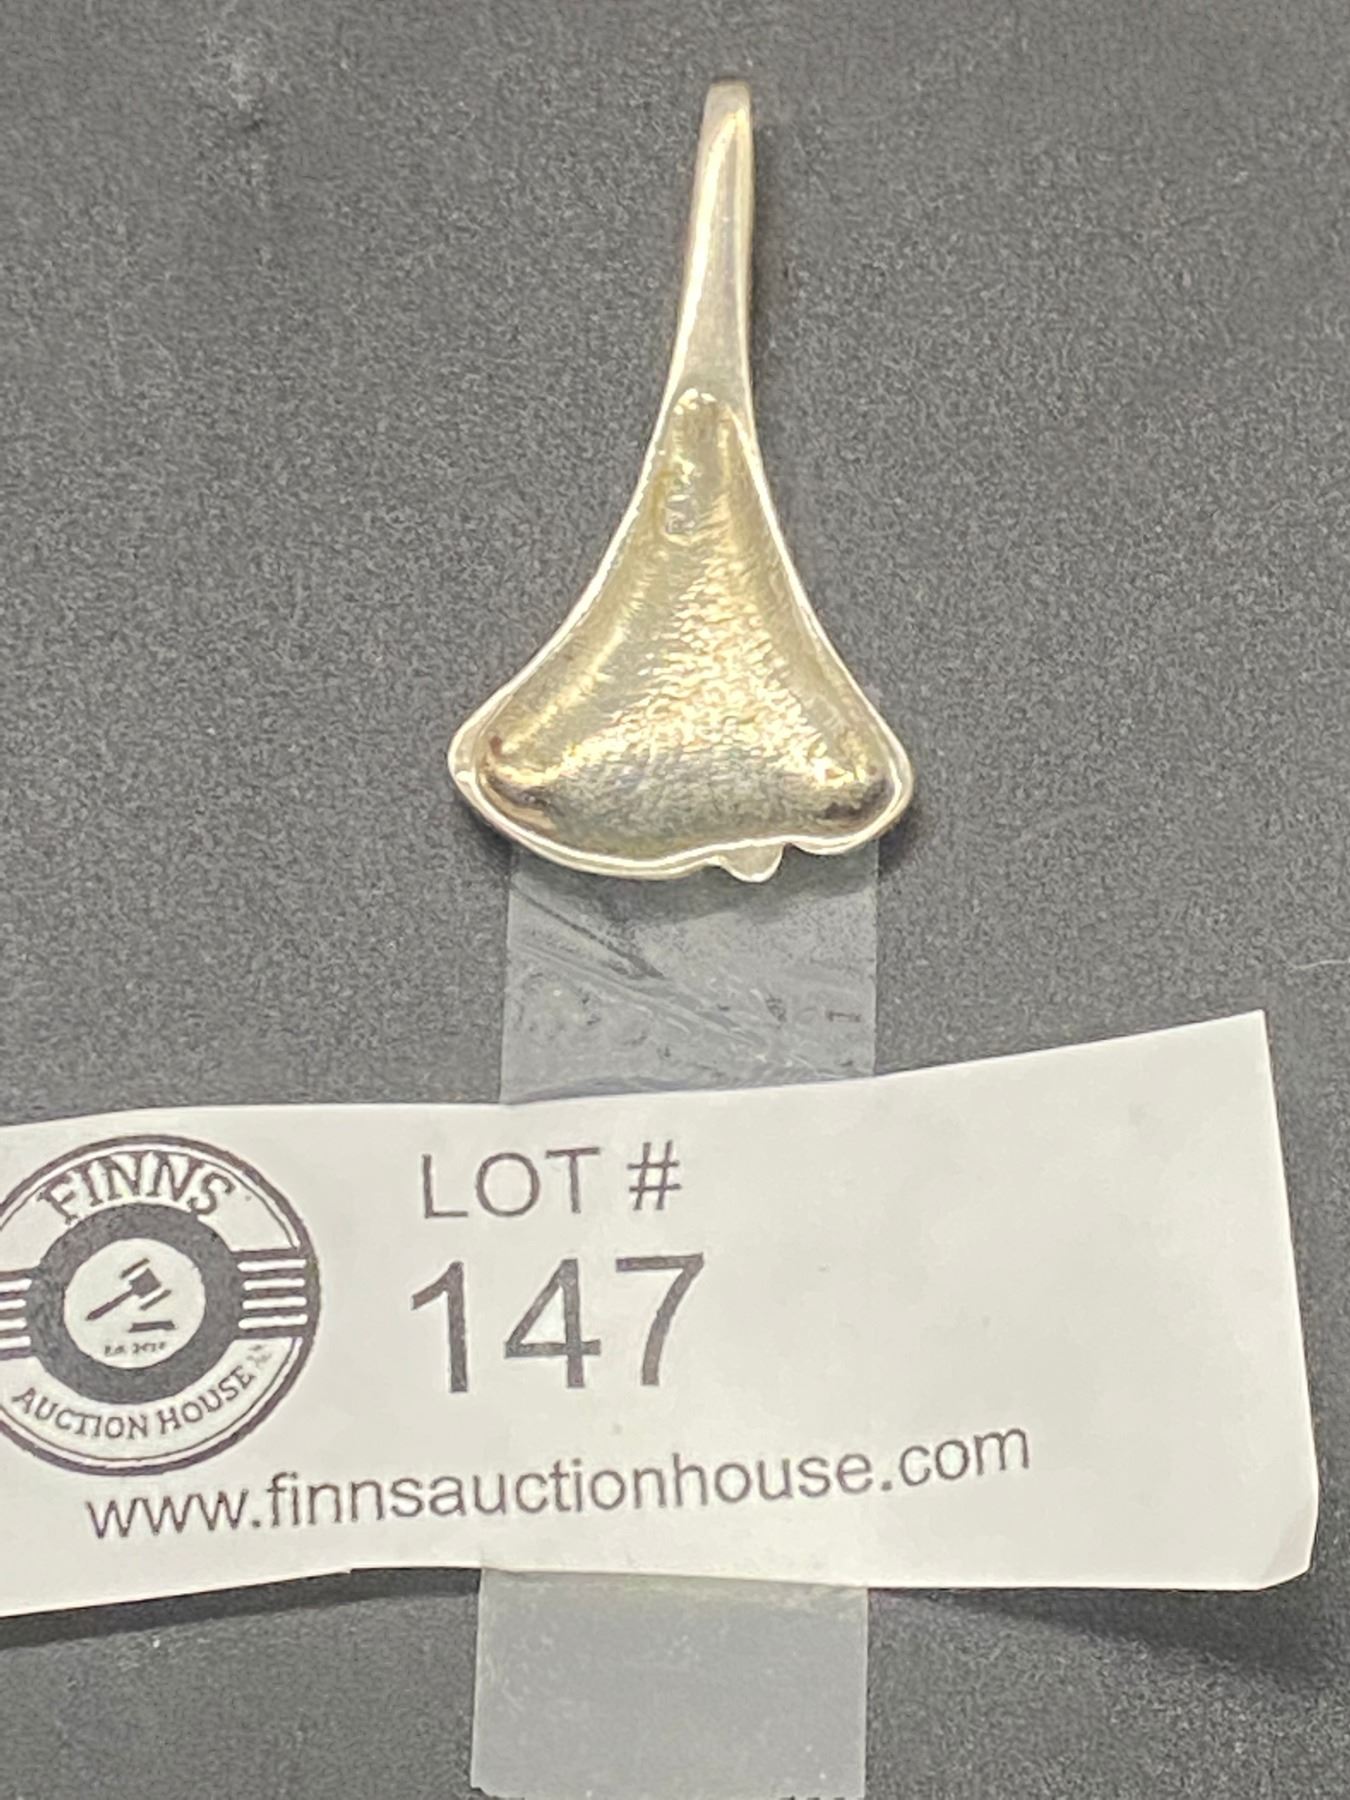 FINNS
AUCTION HOUSE
LOT #
147
www.finnsauctionhouse.com